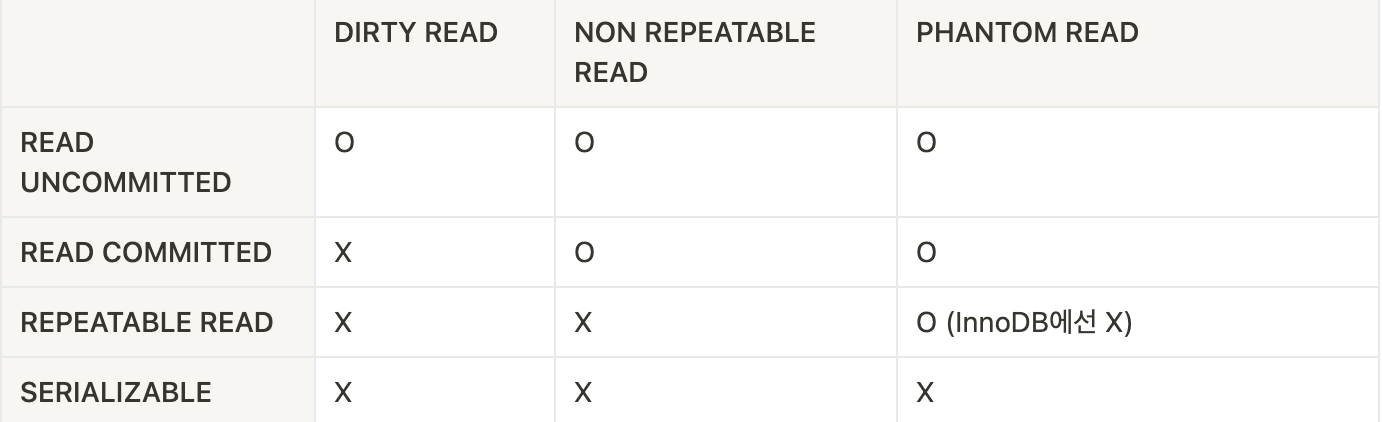 DIRTY READ
NON REPEATABLE
READ
PHANTOM READ
READ
UNCOMMITTED
O
O
O
READ COMMITTED
X
O
O
REPEATABLE READ
X
X
O (InnoDB에선 X)
SERIALIZABLE
X
X
X